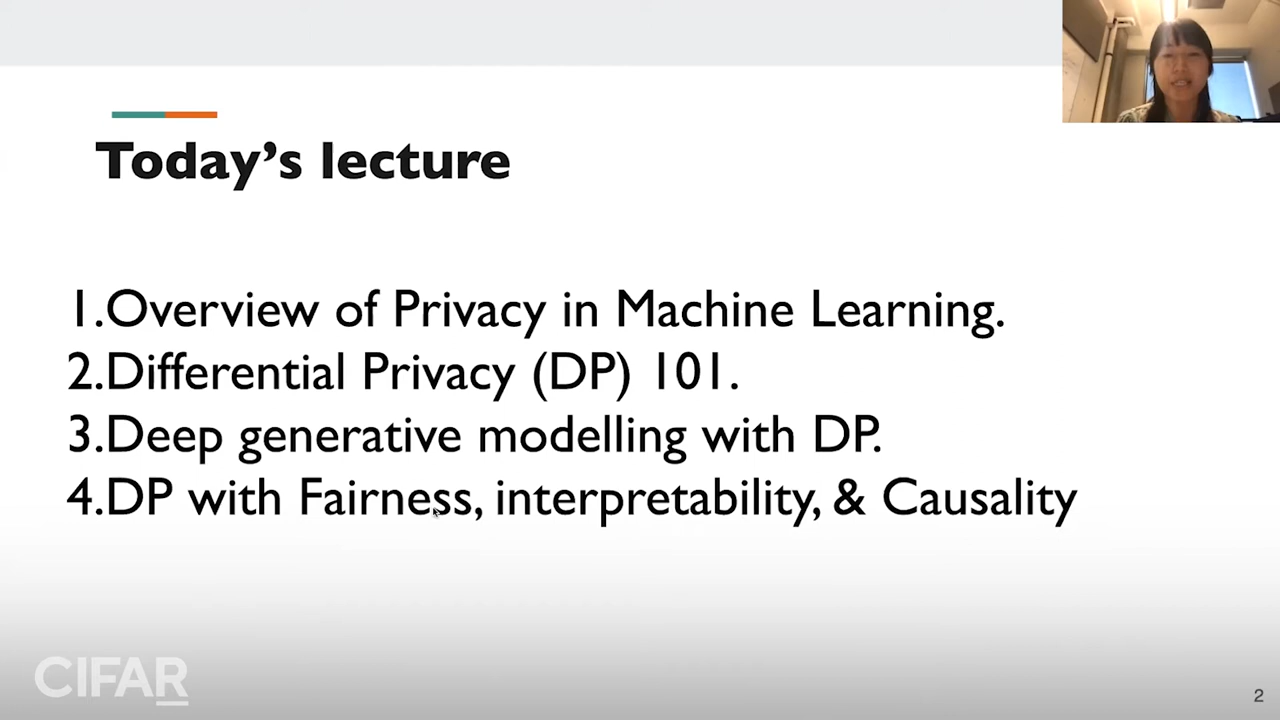 Today's lecture
1.Overview of Privacy in Machine Learning.
2.Differential Privacy (DP) 101.
3.Deep generative modelling with DP.
4.DP with Fairness, interpretability, & Causality
CIFAR
2